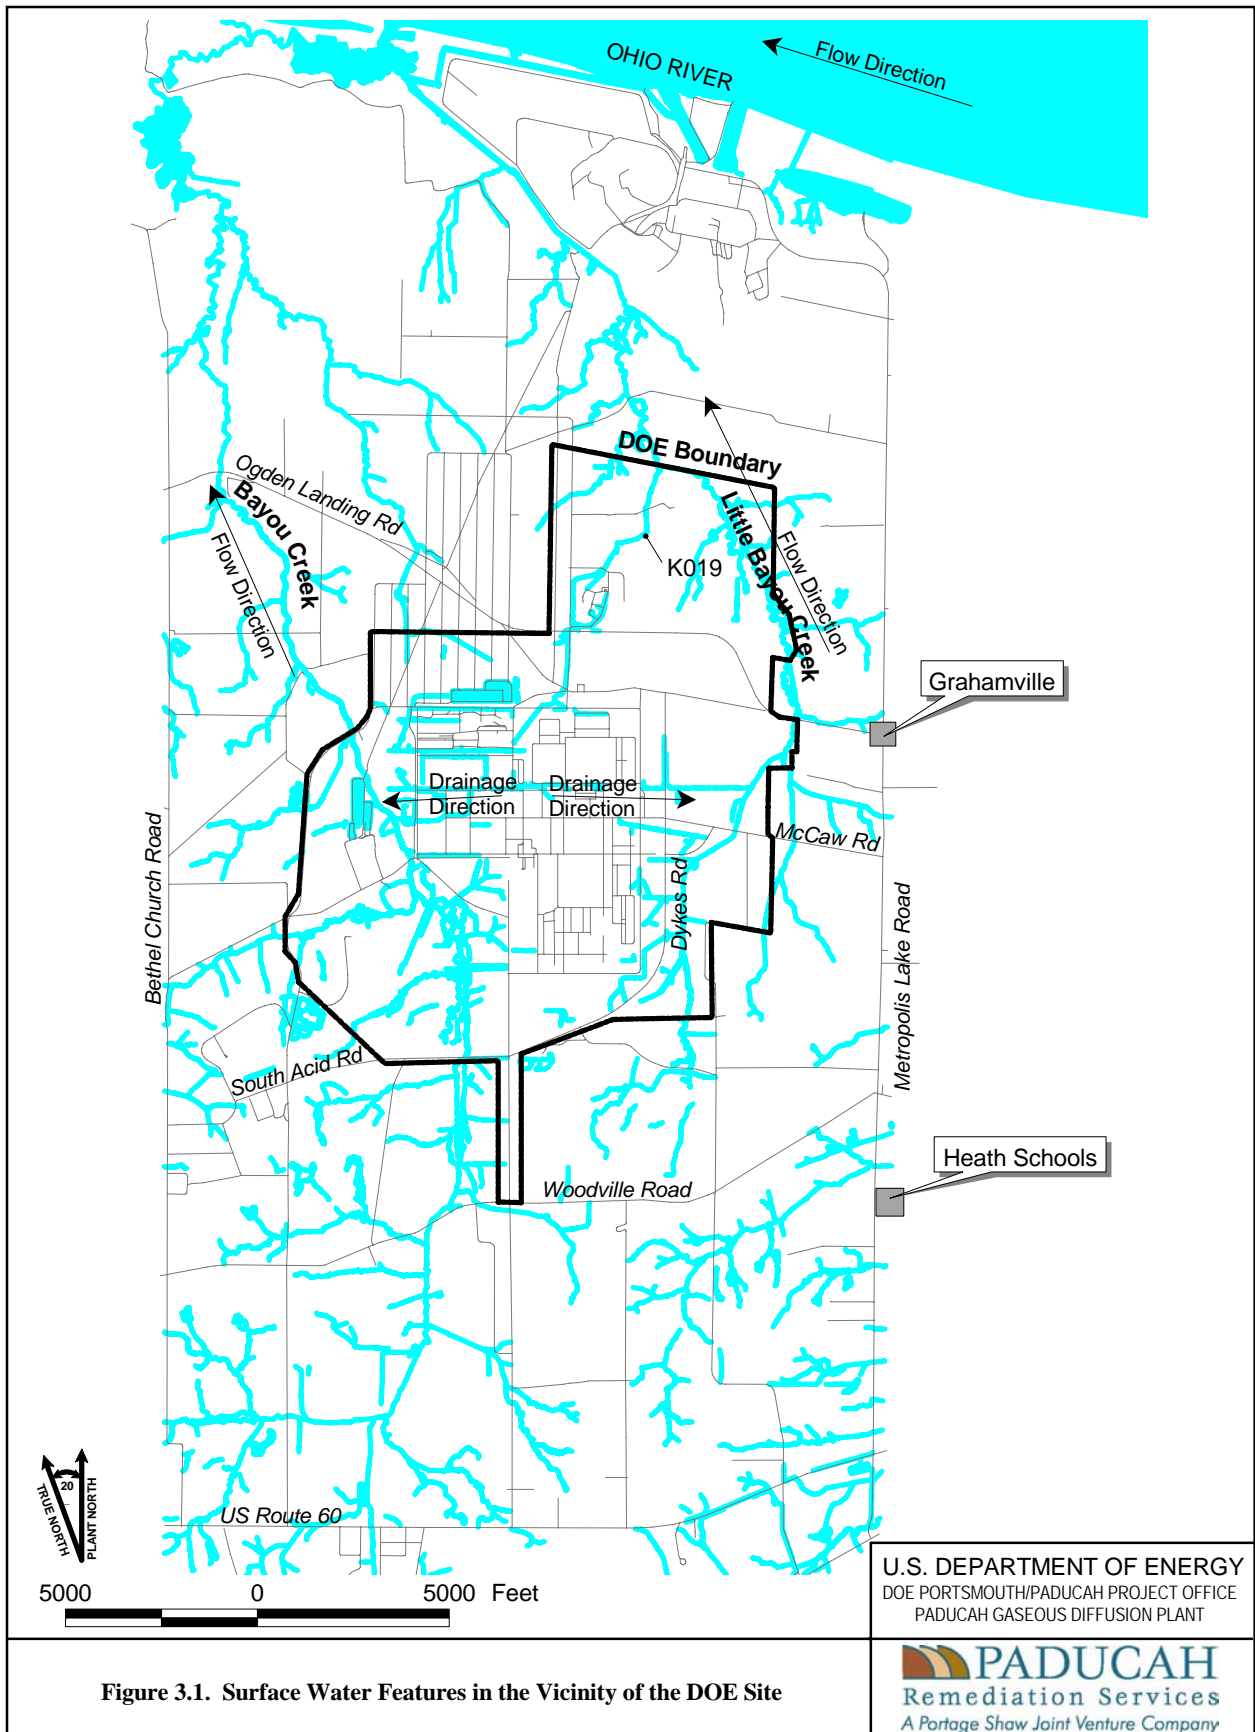 OHIO RIVER
Flow Direction
DOE Boundary
Ogden Landing Rd
Bayou Creek
Flow Direction
Little Bayou Creek
Flow Direction
K019
Grahamville
Drainage
Direction
Drainage
Direction
McCaw Rd
Dykes Rd
Bethel Church Road
Metropolis Lake Road
South Acid Rd
Heath Schools
Woodville Road
US Route 60
20
TRUE NORTH
PLANT NORTH
5000 0 5000 Feet
U.S. DEPARTMENT OF ENERGY
DOE PORTSMOUTH/PADUCAH PROJECT OFFICE
PADUCAH GASEOUS DIFFUSION PLANT
Figure 3.1. Surface Water Features in the Vicinity of the DOE Site
PADUCAH
Remediation Services
A Portage Shaw Joint Venture Company